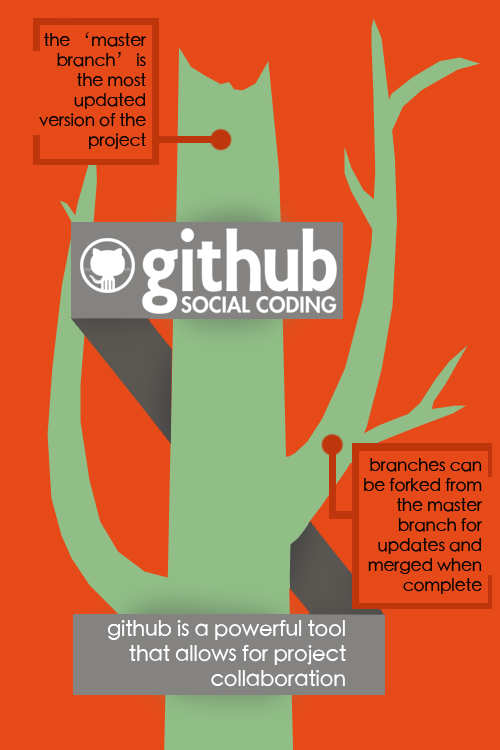 the ‘master
branch’ is
the most
updated
version of the
project
github
SOCIAL CODING
branches can
be forked from
the master
branch for
updates and
merged when
complete
github is a powerful tool
that allows for project
collaboration